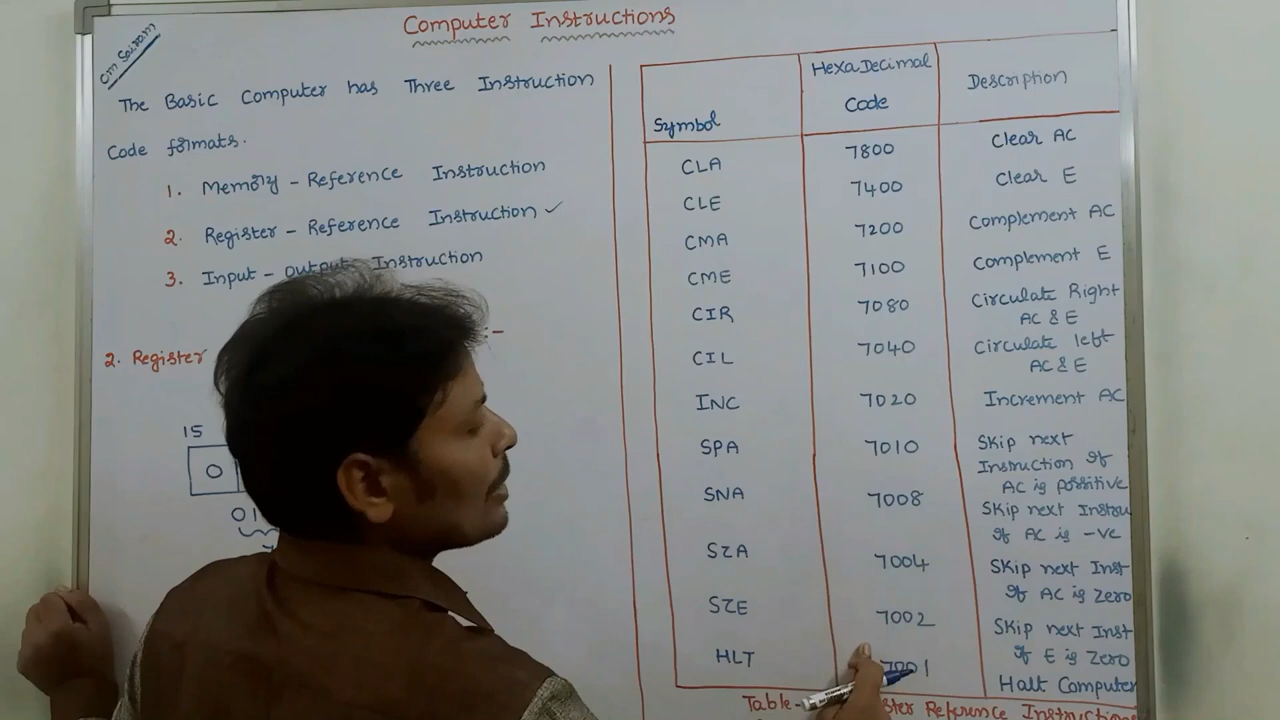 Om Sairam
Computer Instructions
The Basic Computer has Three Instruction
Code formats.
1. Memory - Reference Instruction
2. Register - Reference Instruction ✓
3. Input - output Instruction
2. Register :-
15
0
01
Symbol HexaDecimal Code Description
CLA 7800 Clear AC
CLE 7400 Clear E
CMA 7200 Complement AC
CME 7100 Complement E
CIR 7080 Circulate Right
AC & E
CIL 7040 Circulate left
AC & E
INC 7020 Increment AC
SPA 7010 Skip next
Instruction if
AC is possitive
SNA 7008 Skip next Instru
if AC is -ve
SZA 7004 Skip next Inst
if AC is Zero
SZE 7002 Skip next Inst
if E is Zero
HLT 7001 Halt Computer
Table- Reference Instructions